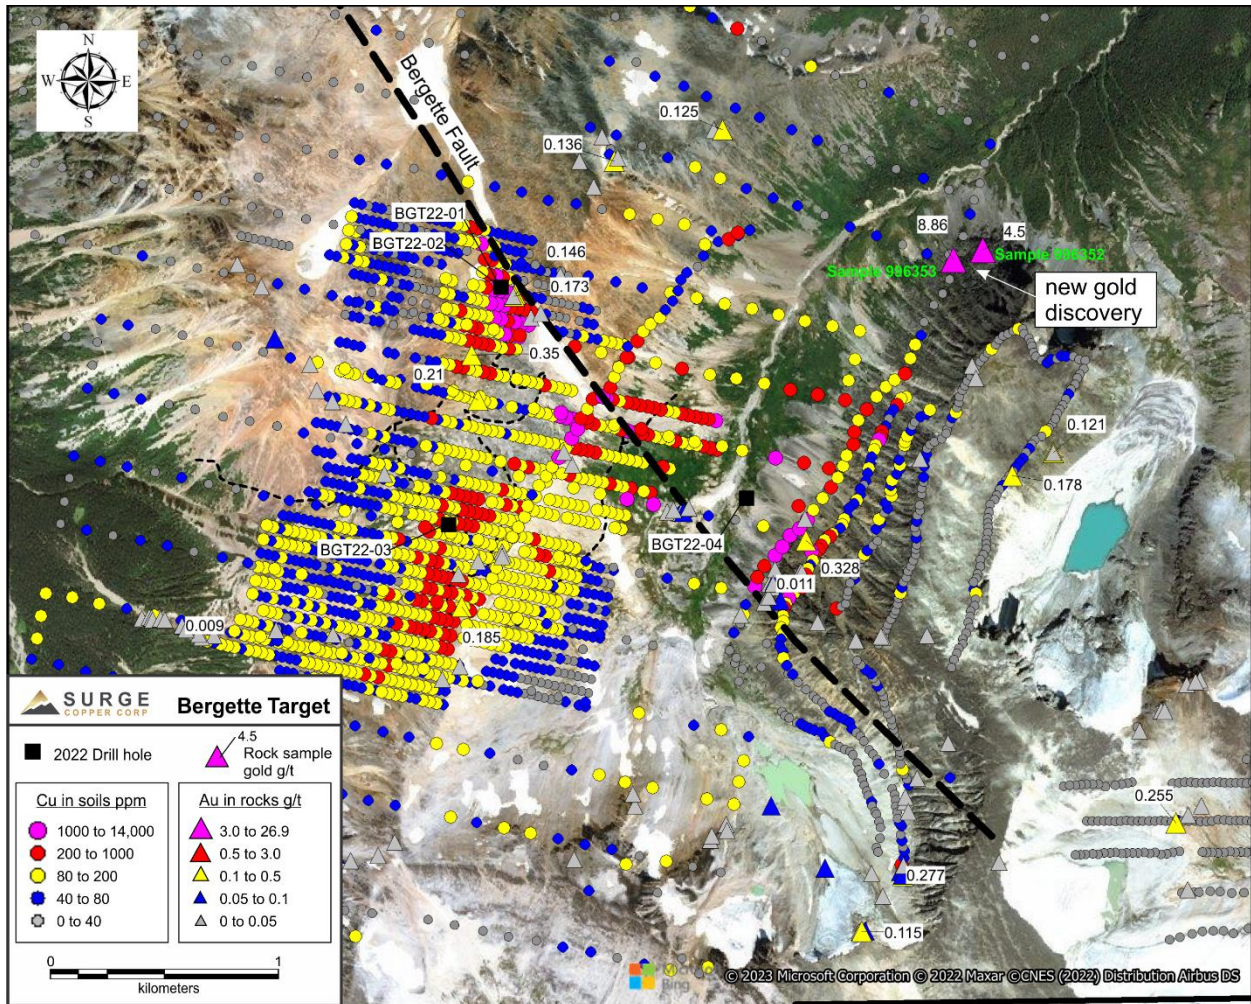 N
W E
S
Bergette Fault
0.125
0.136
BGT22-01
BGT22-02
0.146
0.173
8.86
4.5
Sample 996352
Sample 996353
new gold
discovery
0.35
0.21
0.121
0.178
BGT22-03
BGT22-04
0.328
0.011
0.009
0.185
0.255
0.277
0.115
SURGE
COPPER CORP
Bergette Target
2022 Drill hole
4.5
Rock sample
gold g/t
Cu in soils ppm
1000 to 14,000
200 to 1000
80 to 200
40 to 80
0 to 40
Au in rocks g/t
3.0 to 26.9
0.5 to 3.0
0.1 to 0.5
0.05 to 0.1
0 to 0.05
0 1
kilometers
Bing
© 2023 Microsoft Corporation © 2022 Maxar ©CNES (2022) Distribution Airbus DS